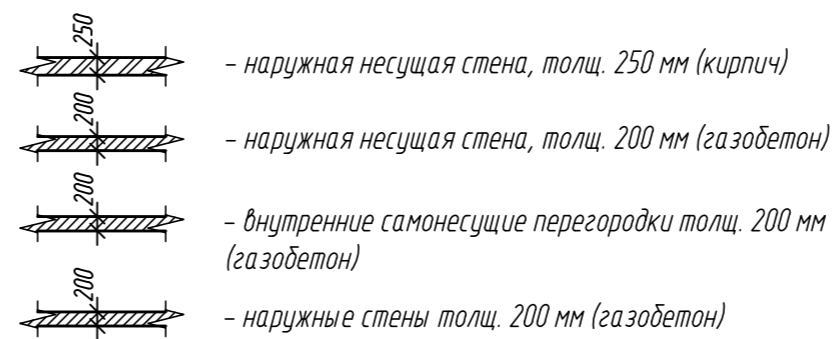 250
– наружная несущая стена, толщ. 250 мм (кирпич)
200
– наружная несущая стена, толщ. 200 мм (газобетон)
200
– внутренние самонесущие перегородки толщ. 200 мм
(газобетон)
200
– наружные стены толщ. 200 мм (газобетон)